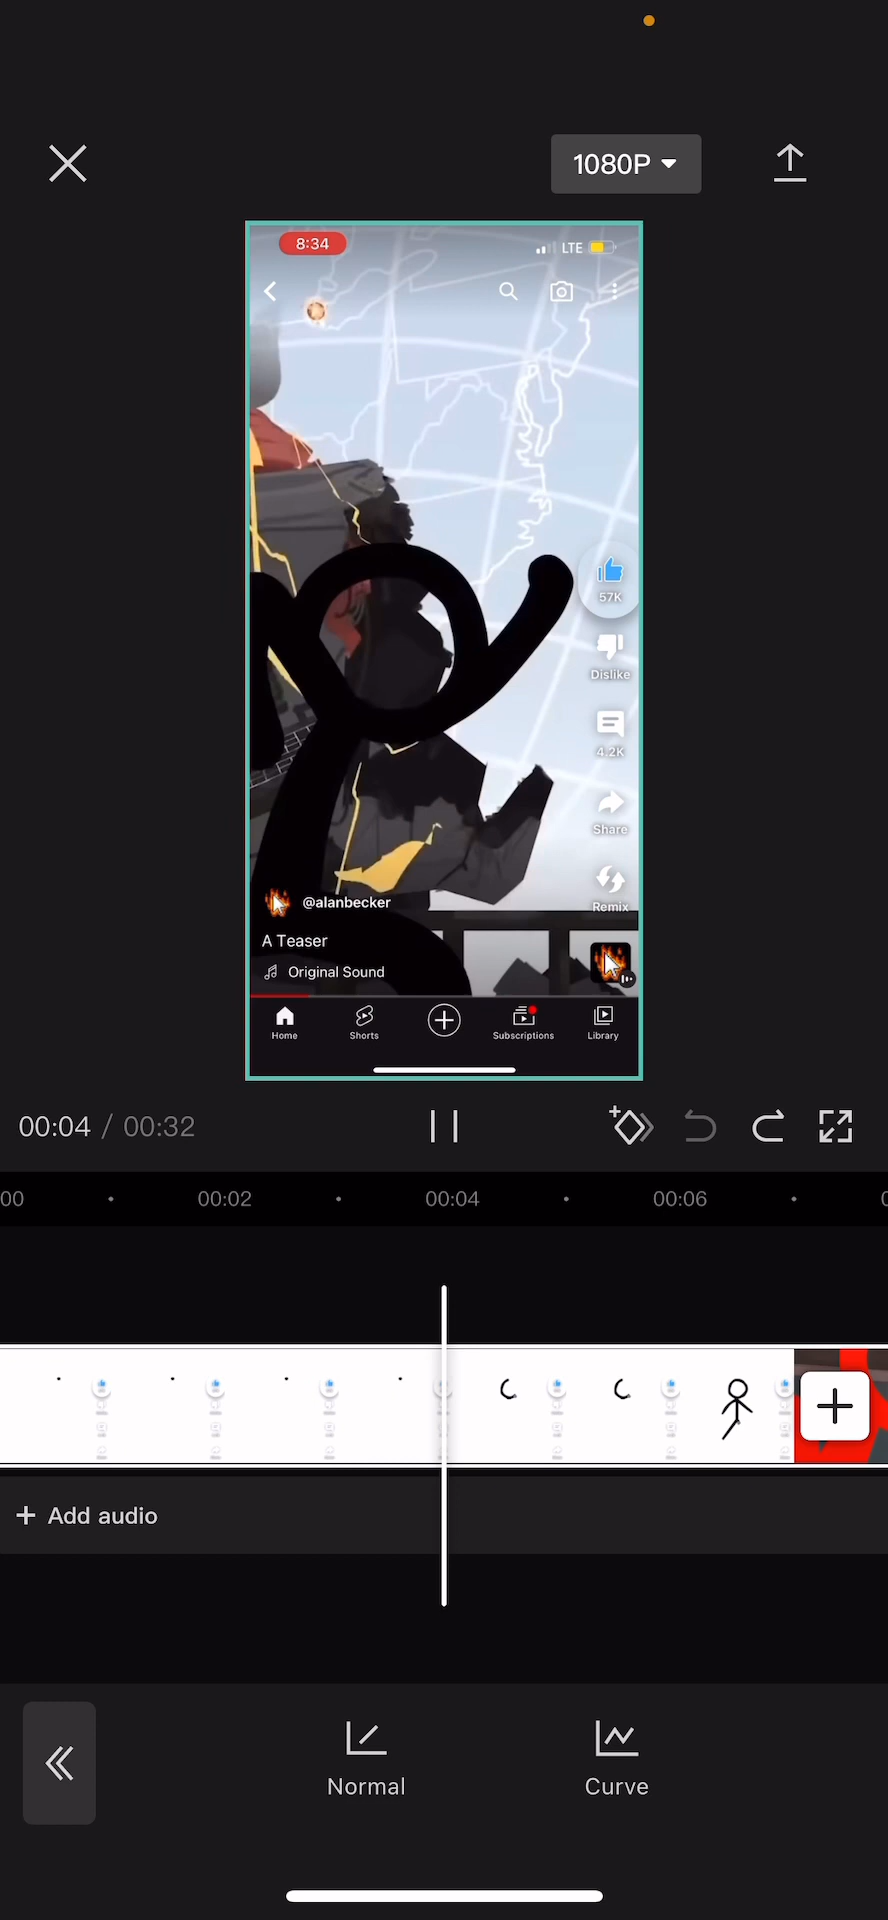 1080P
8:34
LTE
57K
Dislike
4.2K
Share
Remix
@alanbecker
A Teaser
Original Sound
Home
Shorts
Subscriptions
Library
00:04 / 00:32
00
00:02
00:04
00:06
+ Add audio
Normal
Curve